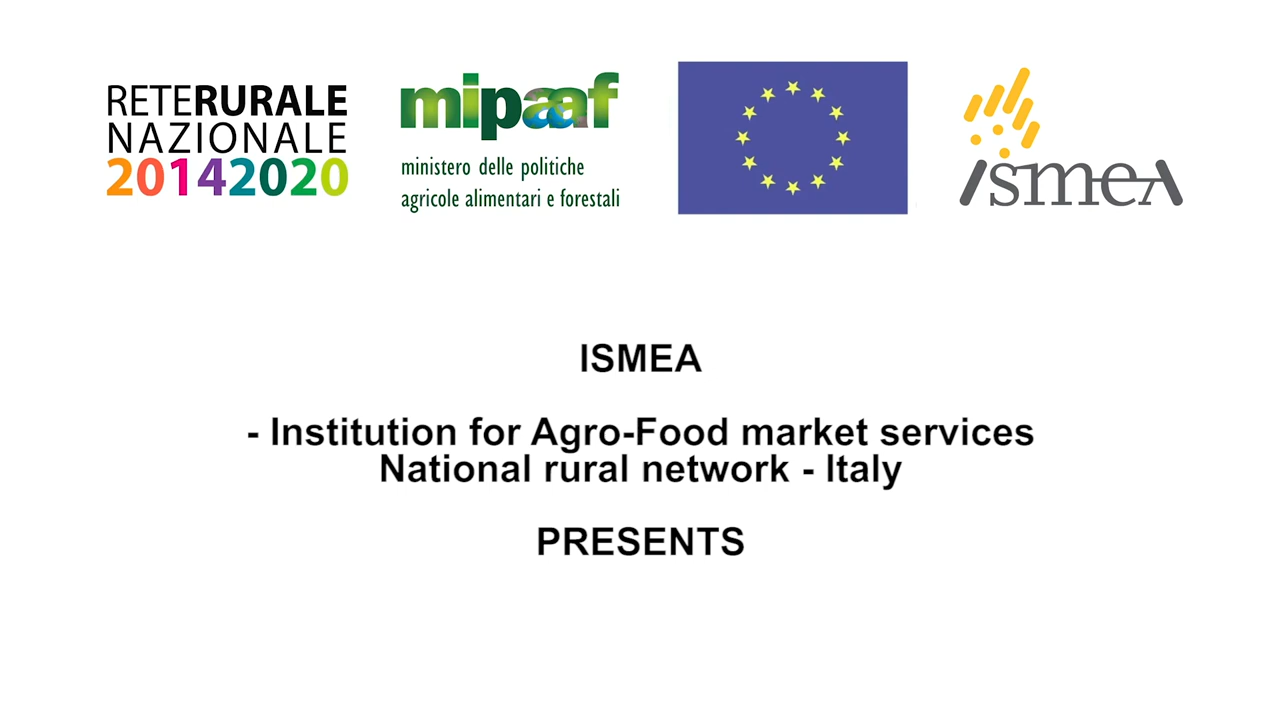 RETERURALE
NAZIONALE
20142020
mipaaf
ministero delle politiche
agricole alimentari e forestali
ismea
ISMEA
- Institution for Agro-Food market services
National rural network - Italy
PRESENTS